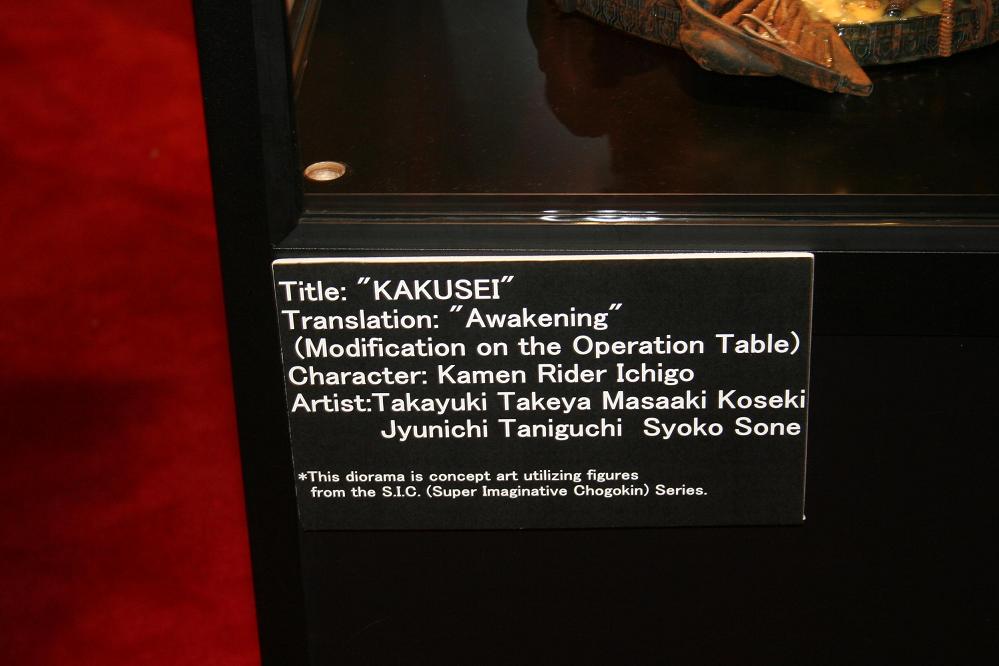 Title: "KAKUSEI"
Translation: "Awakening"
(Modification on the Operation Table)
Character: Kamen Rider Ichigo
Artist:Takayuki Takeya Masaaki Koseki
Jyunichi Taniguchi Syoko Sone
*This diorama is concept art utilizing figures
from the S.I.C. (Super Imaginative Chogokin) Series.